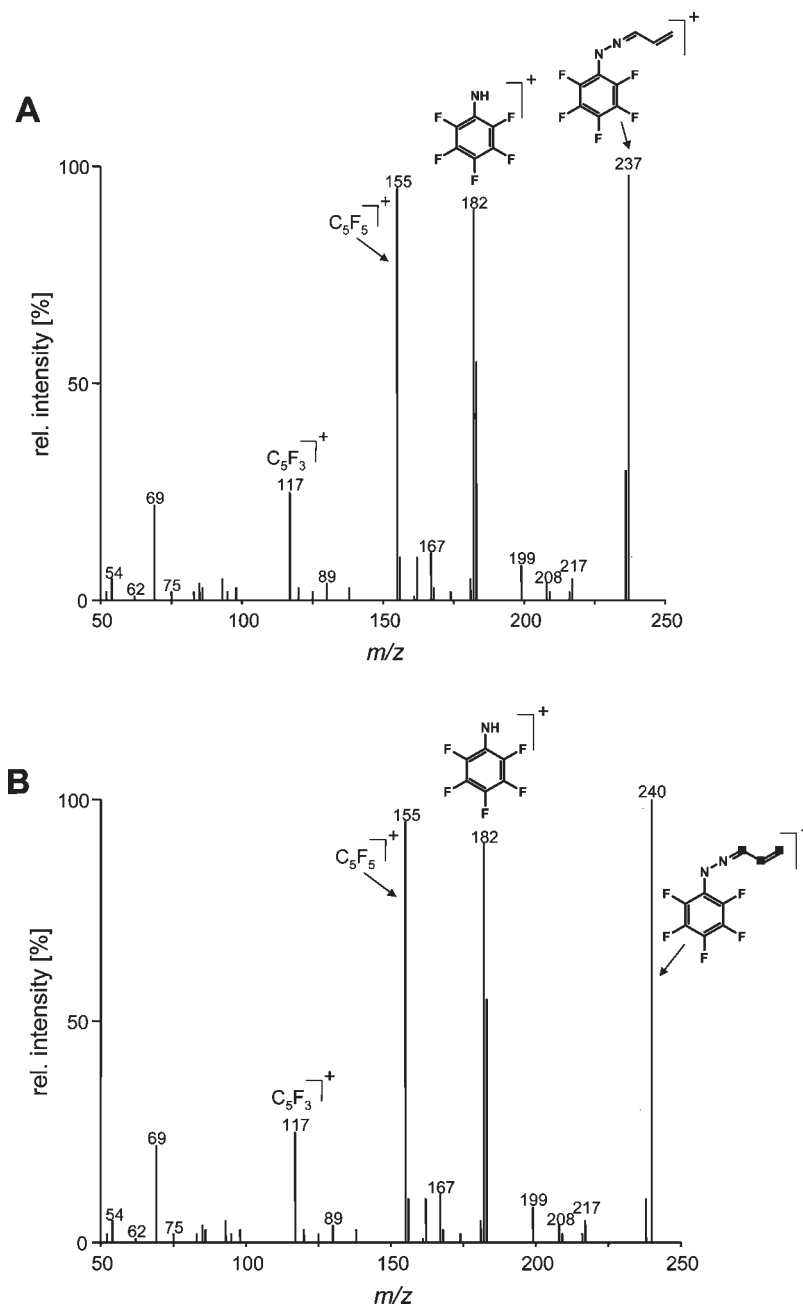 A
NH
F F
F F
F
]+
N N
F F
F F
F
]+
100
155
182
237
C5F5]+
50
C5F3]+
117
69
54
62
75
89
167
199
208
217
0
50 100 150 200 250
rel. intensity [%]
m/z
B
NH
F F
F F
F
]+
100
155
182
240
C5F5]+
N N
F F
F F
F
50
C5F3]+
117
69
54
62
75
89
167
199
208
217
0
50 100 150 200 250
rel. intensity [%]
m/z